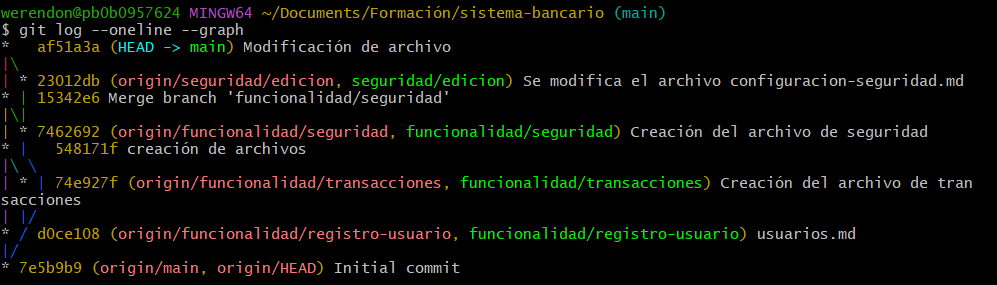 werendon@pb0b0957624 MINGW64 ~/Documents/Formación/sistema-bancario (main)
$ git log --oneline --graph
*   af51a3a (HEAD -> main) Modificación de archivo
|\
| * 23012db (origin/seguridad/edicion, seguridad/edicion) Se modifica el archivo configuracion-seguridad.md
* | 15342e6 Merge branch 'funcionalidad/seguridad'
|\|
| * 7462692 (origin/funcionalidad/seguridad, funcionalidad/seguridad) Creación del archivo de seguridad
* |   548171f creación de archivos
|\ \
| * | 74e927f (origin/funcionalidad/transacciones, funcionalidad/transacciones) Creación del archivo de tran
sacciones
| |/
* / d0ce108 (origin/funcionalidad/registro-usuario, funcionalidad/registro-usuario) usuarios.md
|/
* 7e5b9b9 (origin/main, origin/HEAD) Initial commit